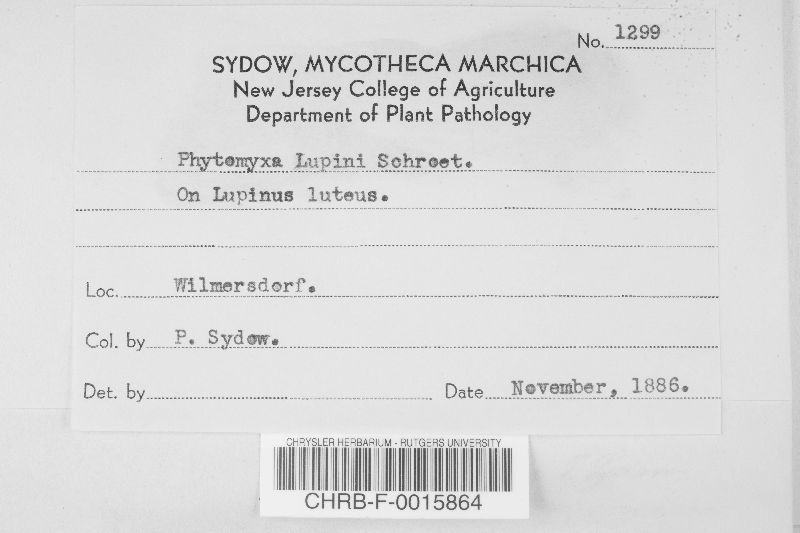 No. 1299
SYDOW, MYCOTHECA MARCHICA
New Jersey College of Agriculture
Department of Plant Pathology
Phytomyxa Lupini Schroet.
On Lupinus luteus.
Loc. Wilmersdorf.
Col. by P. Sydow.
Det. by Date November, 1886.
CHRYSLER HERBARIUM - RUTGERS UNIVERSITY
CHRB-F-0015864